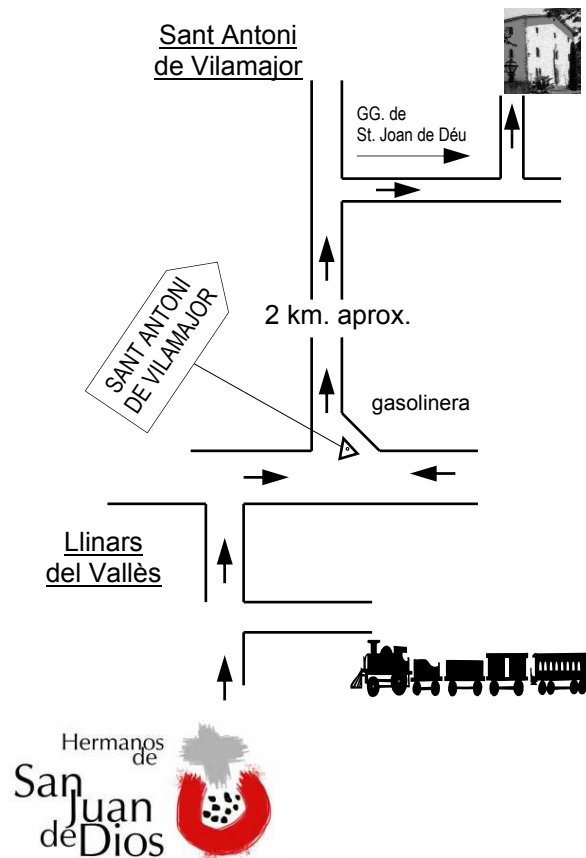 Sant Antoni
de Vilamajor
GG. de
St. Joan de Déu
SANT ANTONI
DE VILAMAJOR
2 km. aprox.
gasolinera
Llinars
del Vallès
Hermanos
de
San
Juan
de Dios